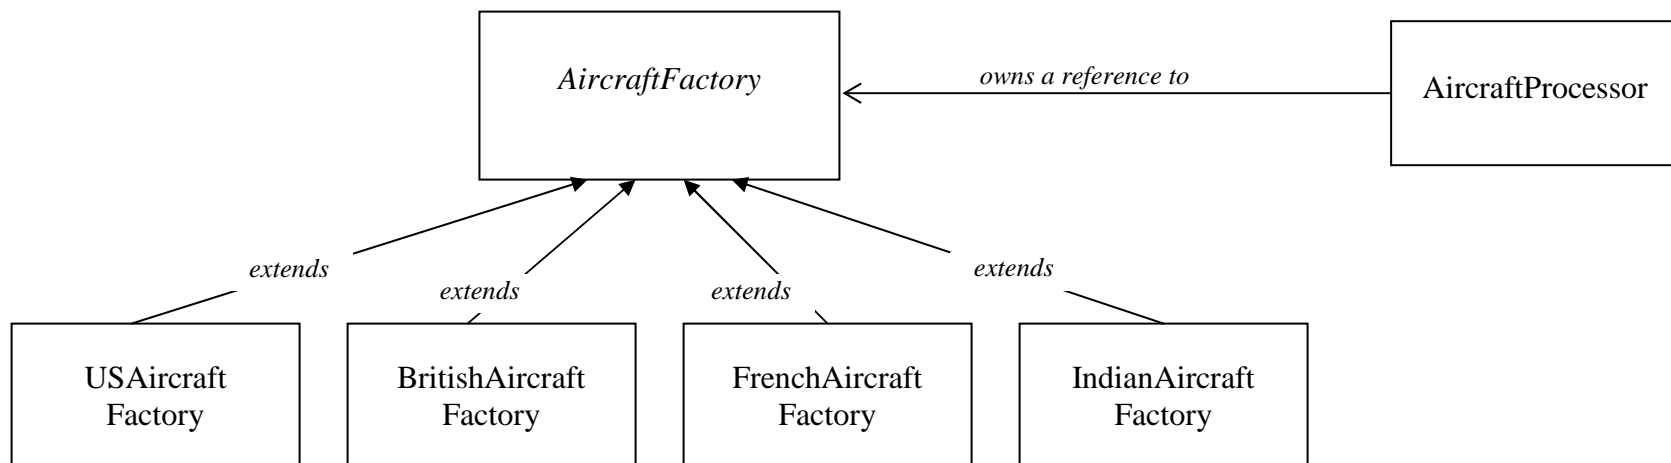 AircraftFactory
owns a reference to
AircraftProcessor
extends
extends
extends
extends
USAircraft
Factory
BritishAircraft
Factory
FrenchAircraft
Factory
IndianAircraft
Factory